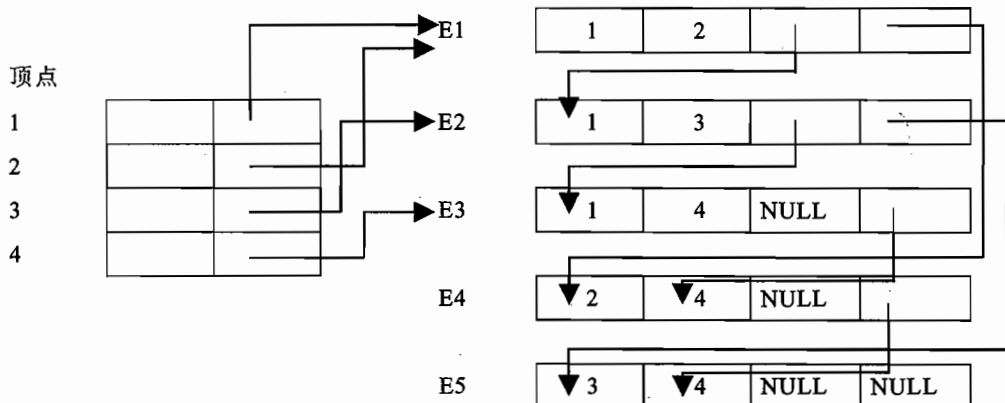 E1 1 2
顶点
1 E2 1 3
2
3 E3 1 4 NULL
4
E4 2 4 NULL
E5 3 4 NULL NULL